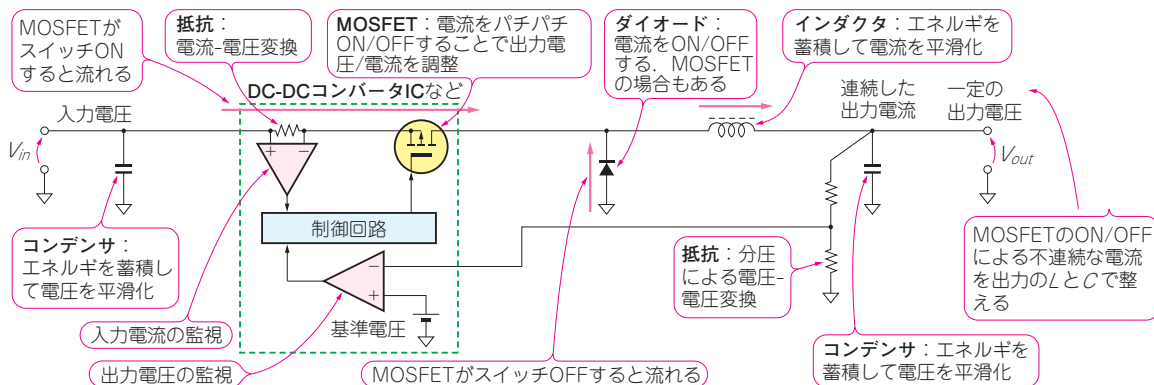 MOSFETが
スイッチON
すると流れる
抵抗：
電流-電圧変換
MOSFET：電流をパチパチ
ON/OFFすることで出力電
圧/電流を調整
ダイオード：
電流をON/OFF
する．MOSFET
の場合もある
インダクタ：エネルギを
蓄積して電流を平滑化
DC-DCコンバータICなど
入力電圧
連続した
出力電流
一定の
出力電圧
Vin
Vout
+
−
制御回路
−
+
基準電圧
コンデンサ：
エネルギを蓄積し
て電圧を平滑化
抵抗：分圧
による電圧-
電圧変換
MOSFETのON/OFF
による不連続な電流
を出力のLとCで整
える
入力電流の監視
出力電圧の監視
MOSFETがスイッチOFFすると流れる
コンデンサ：エネルギを
蓄積して電圧を平滑化